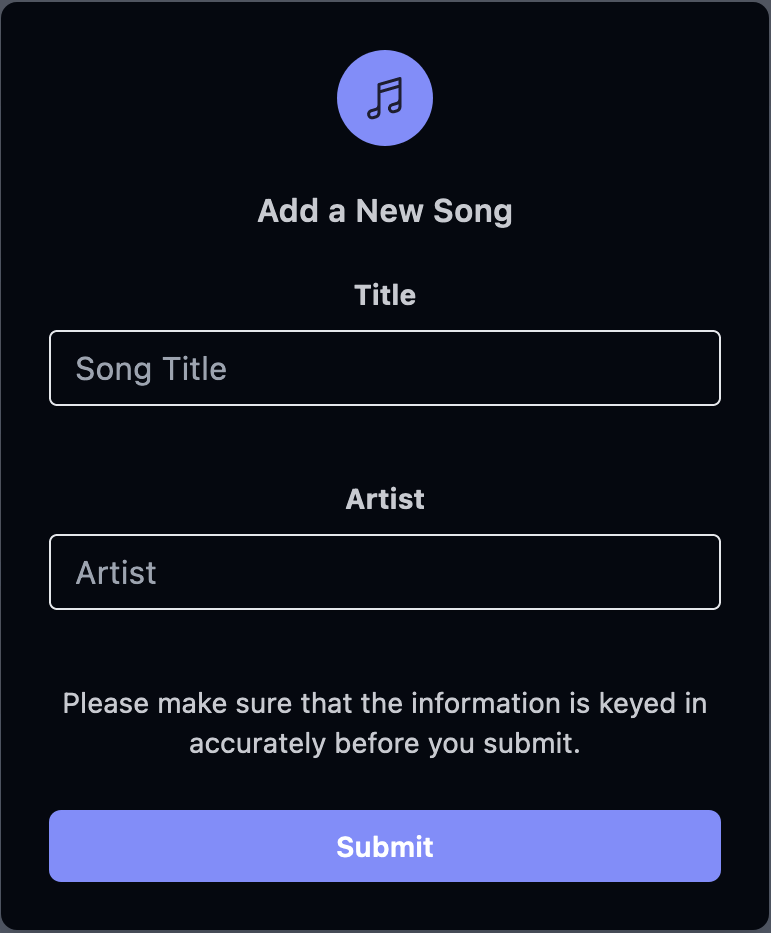 Add a New Song
Title
Song Title
Artist
Artist
Please make sure that the information is keyed in
accurately before you submit.
Submit